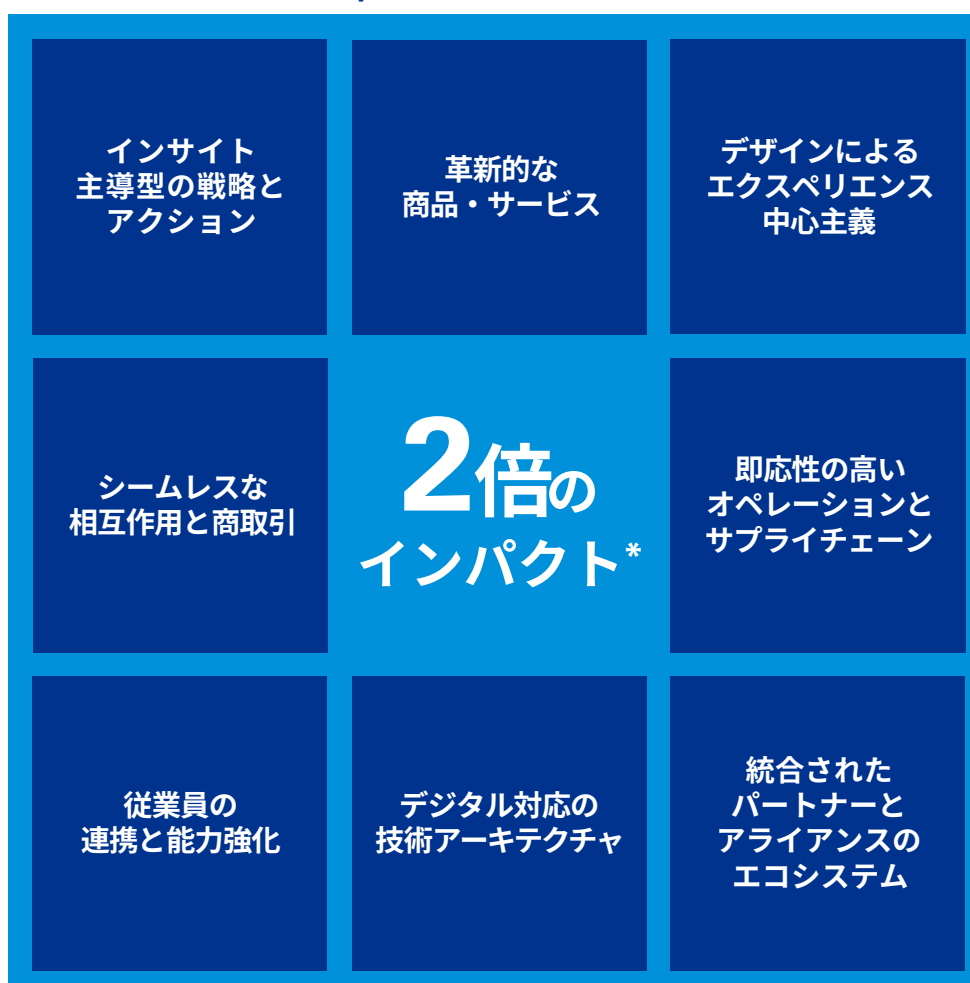 インサイト
主導型の戦略と
アクション
革新的な
商品・サービス
デザインによる
エクスペリエンス
中心主義
シームレスな
相互作用と商取引
2倍の
インパクト*
即応性の高い
オペレーションと
サプライチェーン
従業員の
連携と能力強化
デジタル対応の
技術アーキテクチャ
統合された
パートナーと
アライアンスの
エコシステム